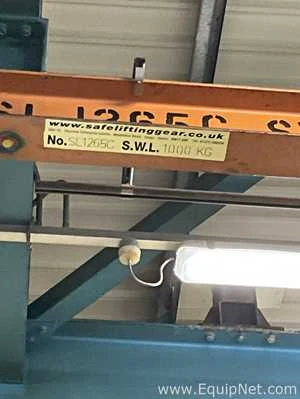 SL1265C S
www.safeliftinggear.co.uk
No. SL1265C S.W.L. 1000 KG
www.EquipNet.com